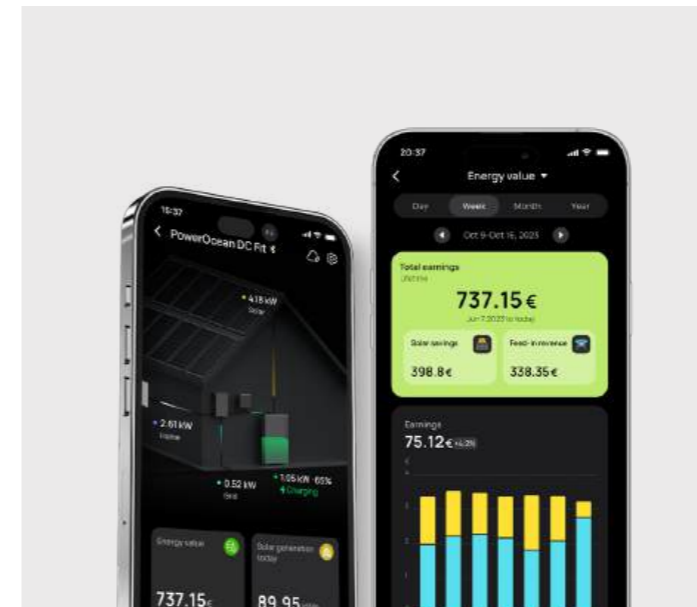 15:37
PowerOcean DC Fit
4.18 kW
Solar
2.61 kW
Home
0.52 kW
Grid
1.05 kW · 65%
Charging
Energy value
737.15€
Solar generation
today
89.95
20:37
Energy value
Day Week Month Year
Oct 9-Oct 15, 2023
Total earnings
Lifetime
737.15 €
Jun 7, 2023 to today
Solar savings
398.8€
Feed-in revenue
338.35€
Earnings
75.12€
€